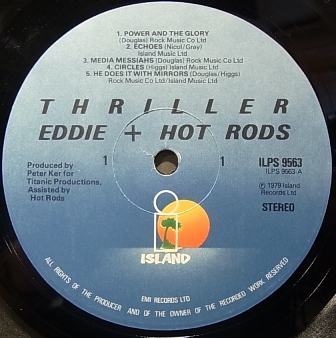 1. POWER AND THE GLORY
(Douglas) Rock Music Co Ltd
2. ECHOES (Nicol/Gray)
Island Music Ltd
3. MEDIA MESSIAHS (Douglas) Rock Music Co Ltd
4. CIRCLES (Higgs) Island Music Ltd
5. HE DOES IT WITH MIRRORS (Douglas/Higgs)
Rock Music Co Ltd/Island Music Ltd
THRILLER
EDDIE + HOT RODS
Produced by
Peter Ker for
Titanic Productions,
Assisted by
Hot Rods
1
1
ILPS 9563
ILPS 9563-A
℗ 1979 Island
Records Ltd
STEREO
ISLAND
EMI RECORDS LTD
ALL RIGHTS OF THE PRODUCER AND OF THE OWNER OF THE RECORDED WORK RESERVED